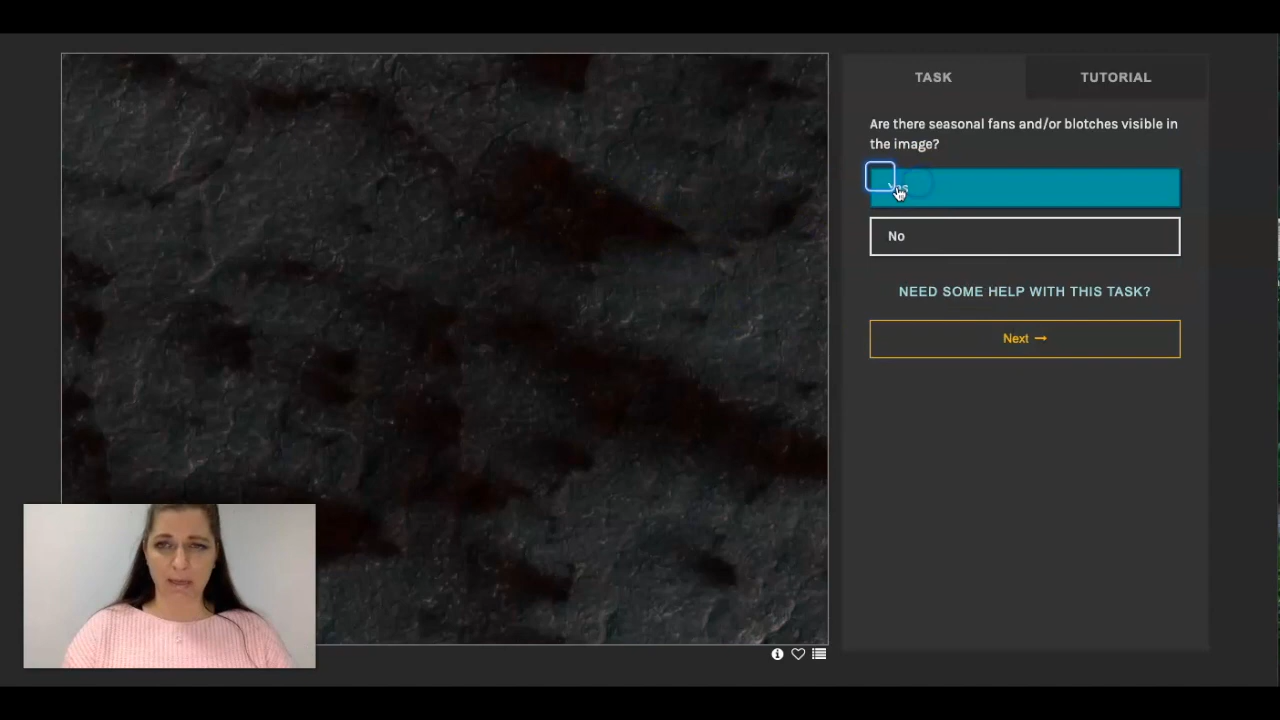 TASK
TUTORIAL
Are there seasonal fans and/or blotches visible in
the image?
Yes
No
NEED SOME HELP WITH THIS TASK?
Next →